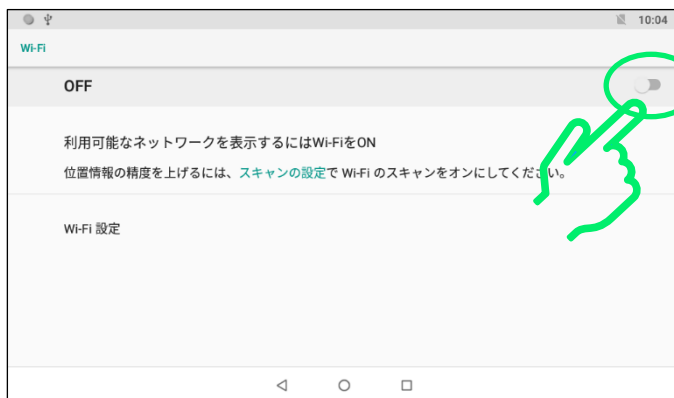 10:04
Wi-Fi
OFF
利用可能なネットワークを表示するにはWi-FiをON
位置情報の精度を上げるには、スキャンの設定で Wi-Fi のスキャンをオンにしてください。
Wi-Fi 設定